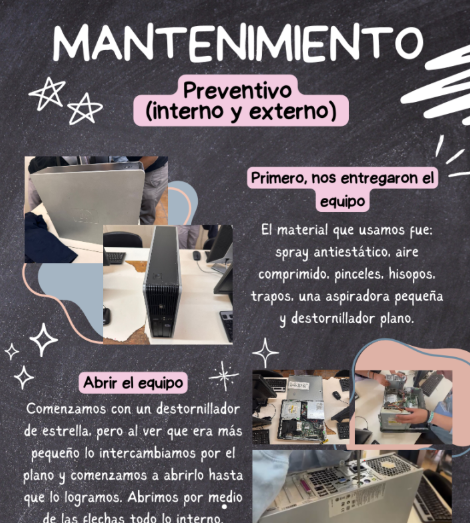 MANTENIMIENTO
Preventivo
(interno y externo)
Primero, nos entregaron el
equipo
El material que usamos fue:
spray antiestático, aire
comprimido, pinceles, hisopos,
trapos, una aspiradora pequeña
y destornillador plano.
Abrir el equipo
Comenzamos con un destornillador
de estrella, pero al ver que era más
pequeño lo intercambiamos por el
plano y comenzamos a abrirlo hasta
que lo logramos. Abrimos por medio
de las flechas todo lo interno.